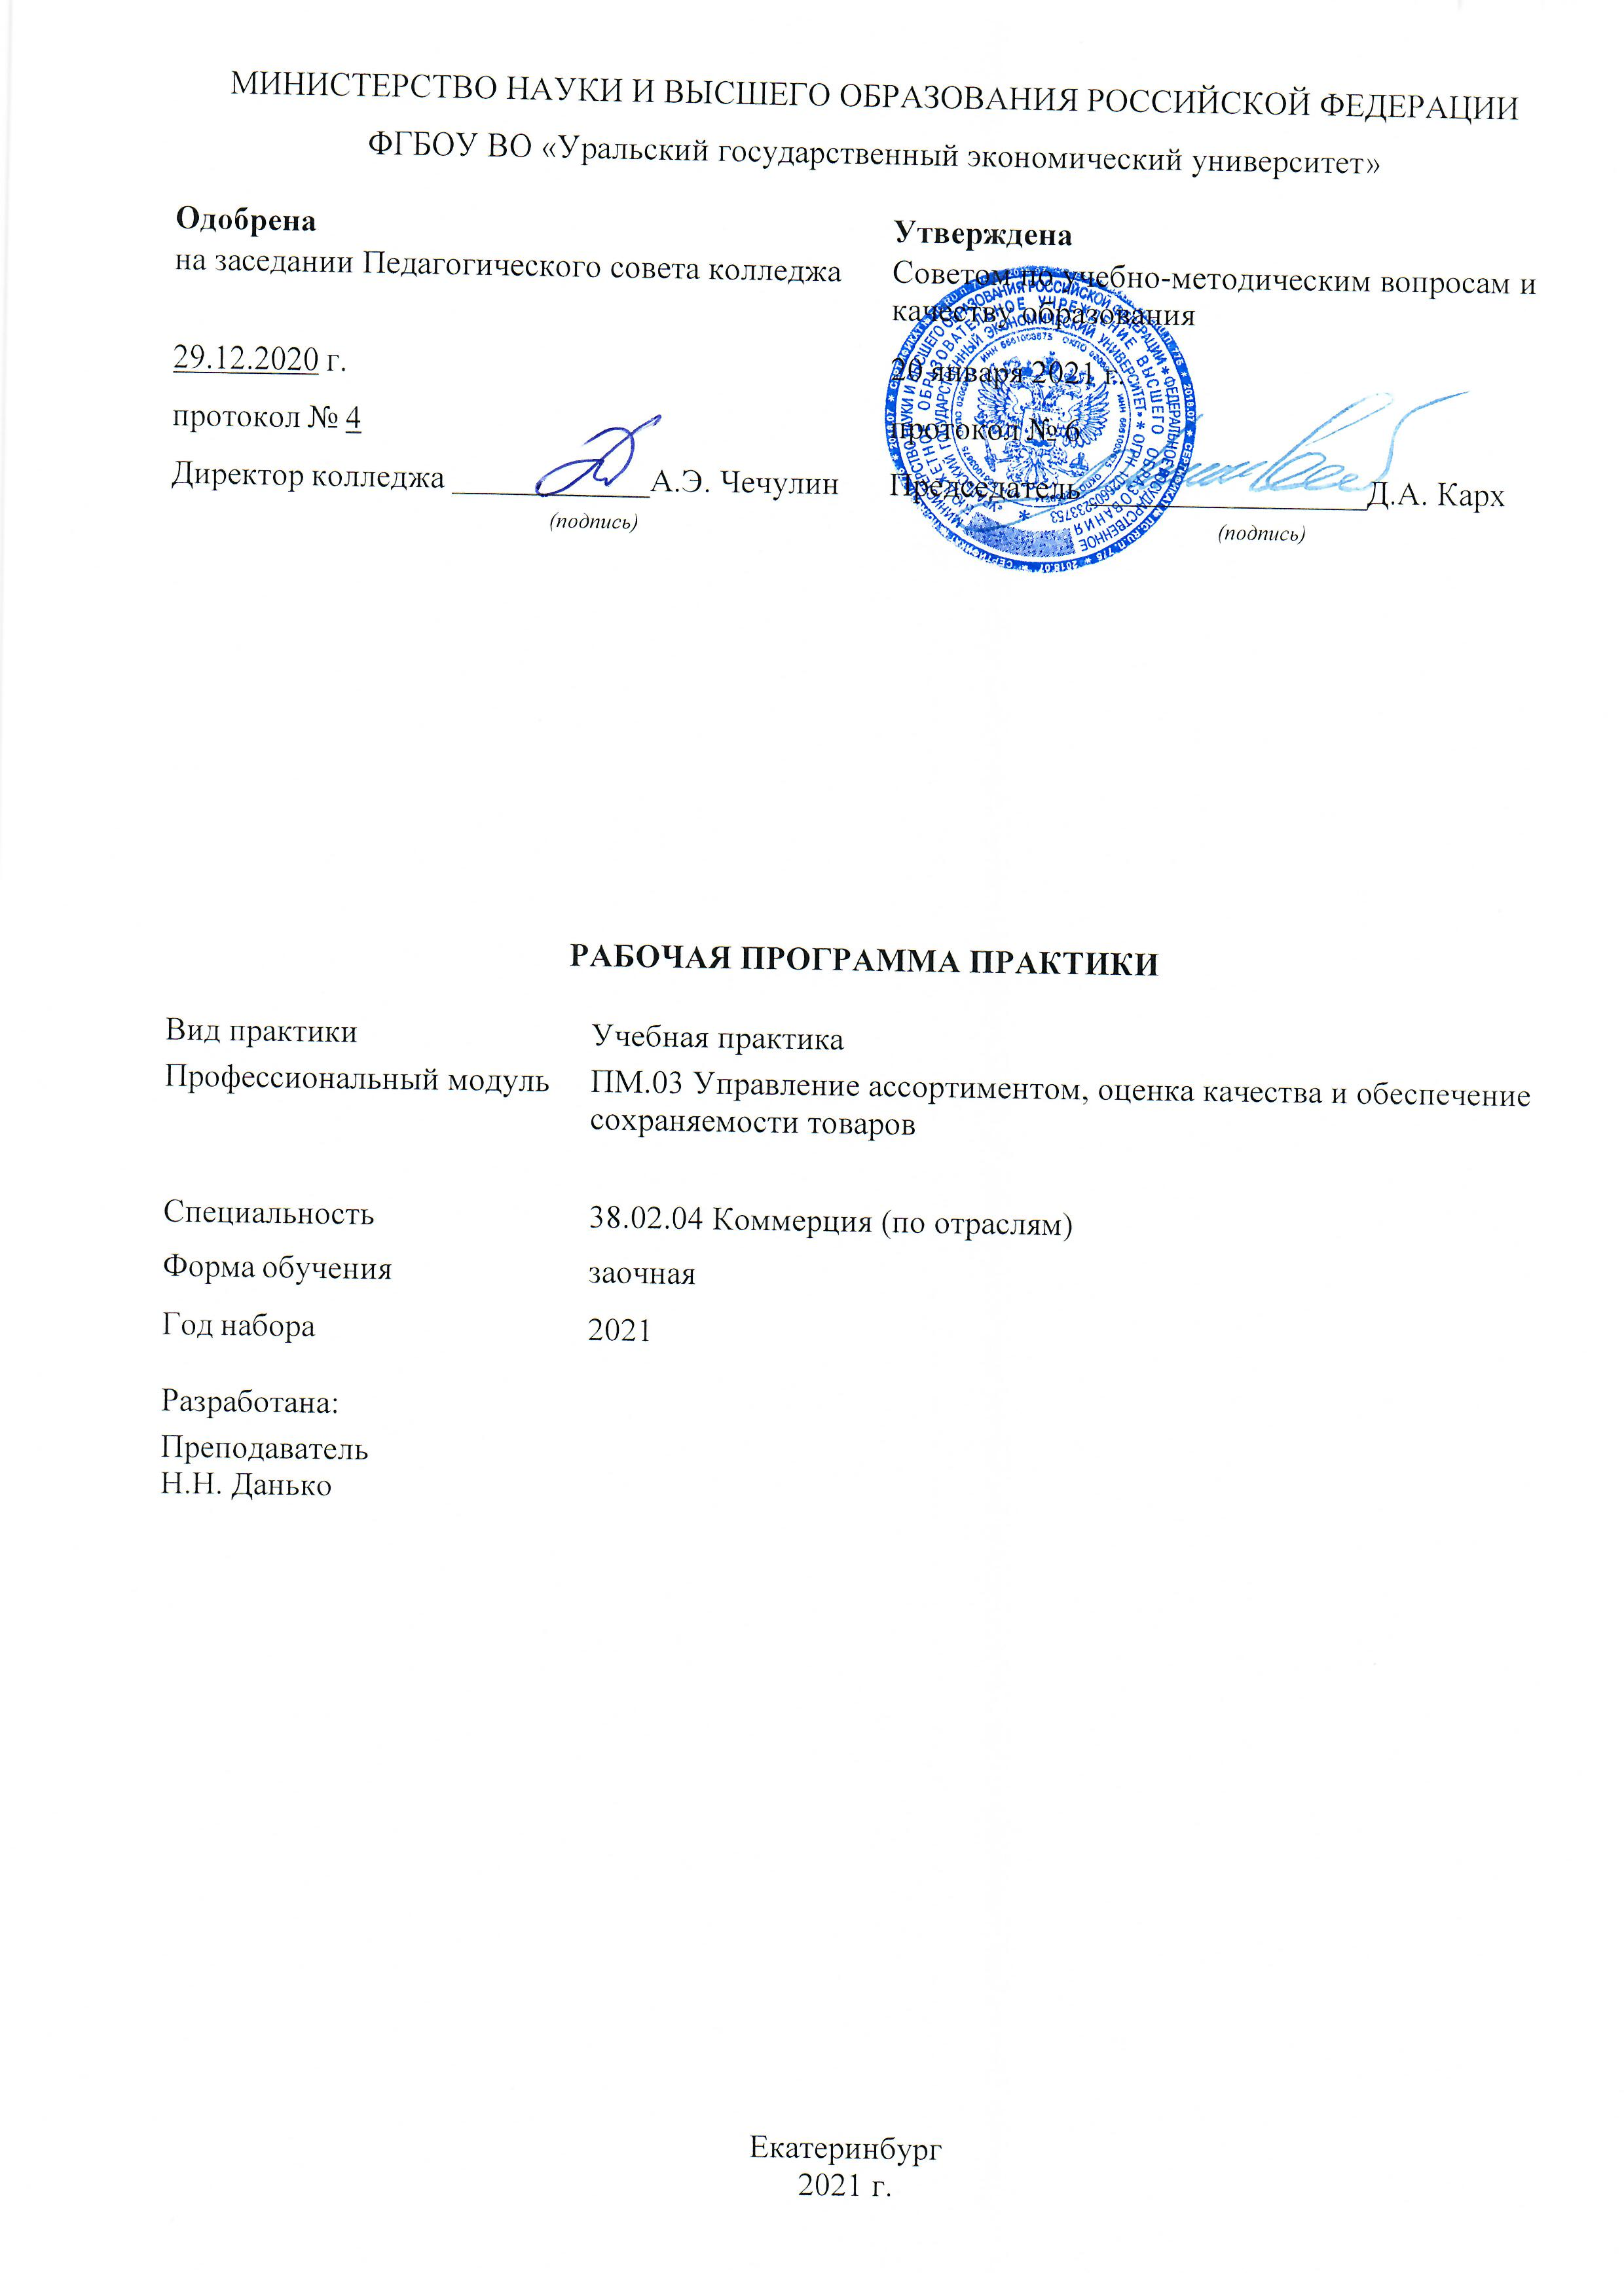 МИНИСТЕРСТВО НАУКИ И ВЫСШЕГО ОБРАЗОВАНИЯ РОССИЙСКОЙ ФЕДЕРАЦИИ
ФГБОУ ВО «Уральский государственный экономический университет»
Одобрена
на заседании Педагогического совета колледжа
29.12.2020 г.
протокол № 4
Директор колледжа ______________А.Э. Чечулин
(подпись)
Утверждена
Советом по учебно-методическим вопросам и
качеству образования
20 января 2021 г.
протокол № 6
Председатель____________________Д.А. Карх
(подпись)
РАБОЧАЯ ПРОГРАММА ПРАКТИКИ
Вид практики
Учебная практика
Профессиональный модуль
ПМ.03 Управление ассортиментом, оценка качества и обеспечение
сохраняемости товаров
Специальность
38.02.04 Коммерция (по отраслям)
Форма обучения
заочная
Год набора
2021
Разработана:
Преподаватель
Н.Н. Данько
Екатеринбург
2021 г.